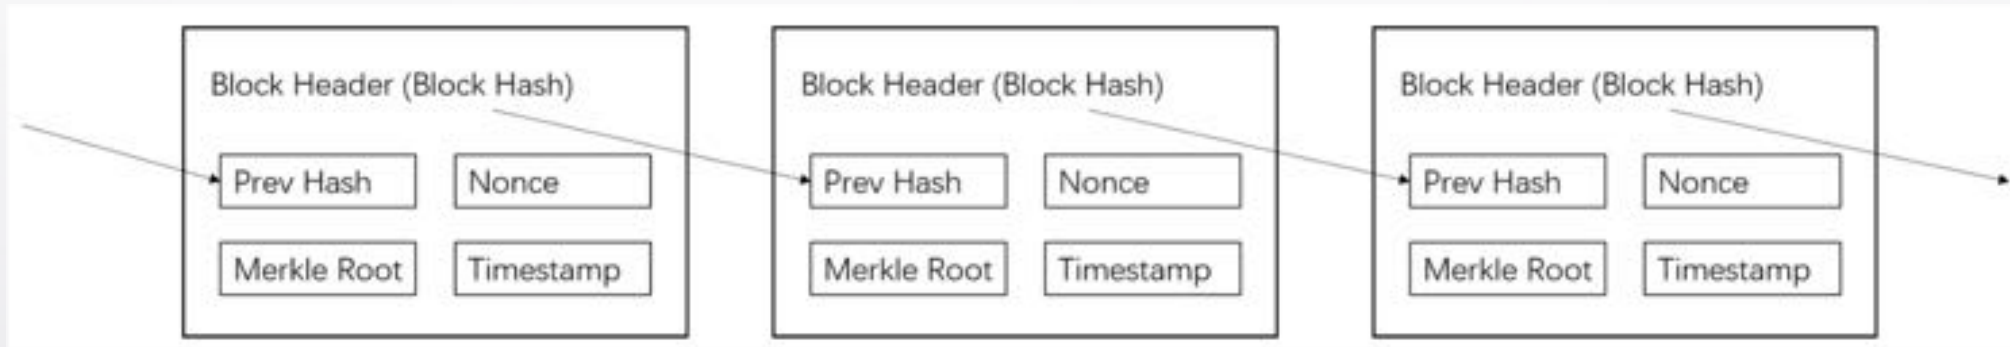 Block Header (Block Hash)
Prev Hash
Nonce
Merkle Root
Timestamp
Block Header (Block Hash)
Prev Hash
Nonce
Merkle Root
Timestamp
Block Header (Block Hash)
Prev Hash
Nonce
Merkle Root
Timestamp